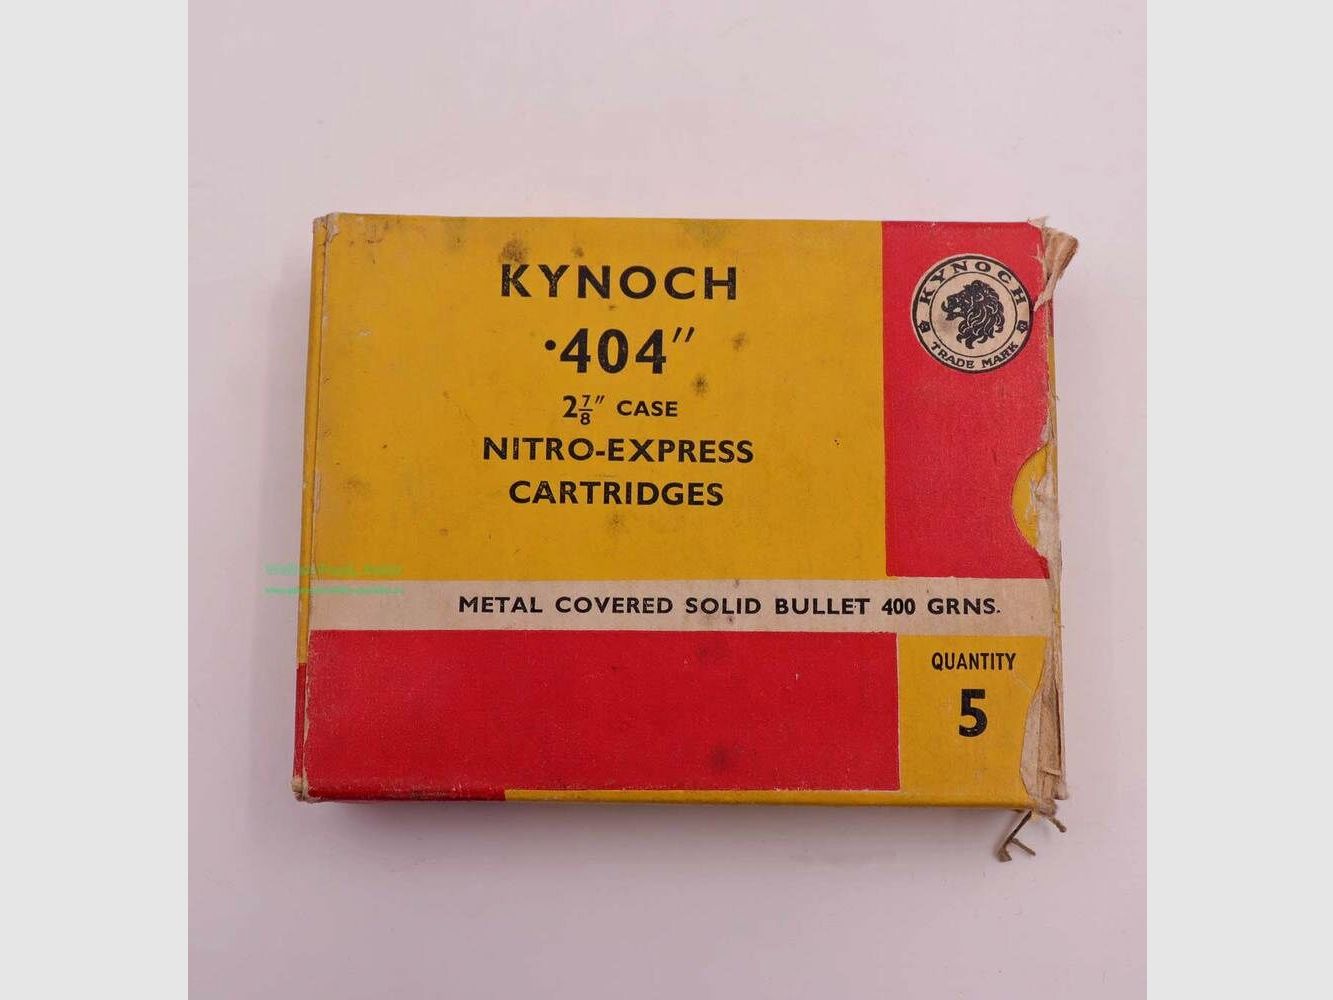 KYNOCH
·404"
2⅞" CASE
NITRO-EXPRESS
CARTRIDGES
KYNOCH
TRADE MARK
METAL COVERED SOLID BULLET 400 GRNS.
QUANTITY
5